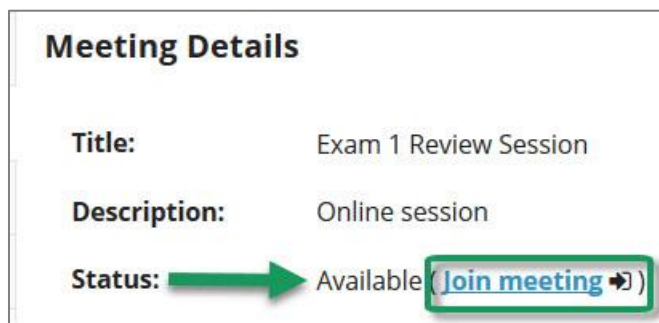 Meeting Details
Title: Exam 1 Review Session
Description: Online session
Status: Available ( Join meeting )